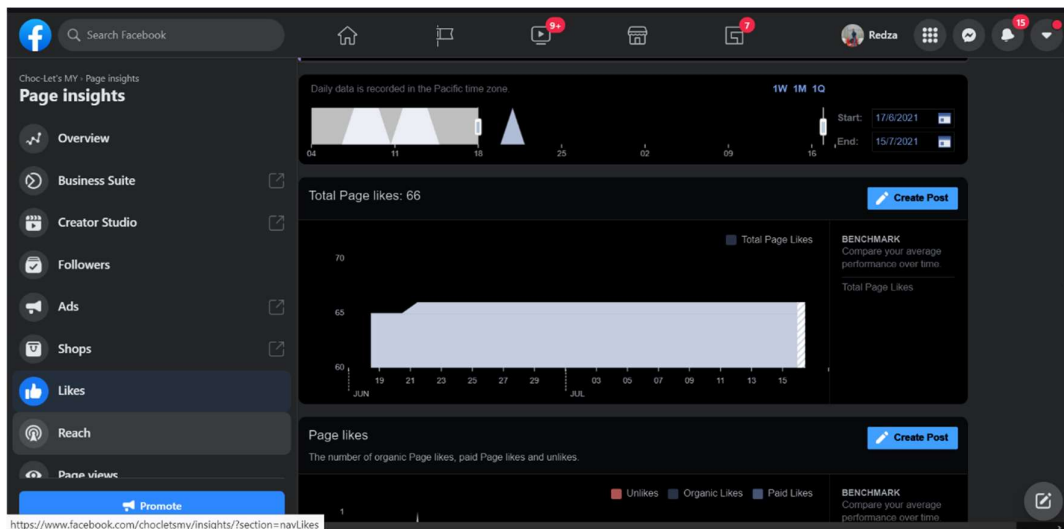 Search Facebook
9+
7
Redza
15
Choc-Let's MY · Page insights
Page insights
Overview
Business Suite
Creator Studio
Followers
Ads
Shops
Likes
Reach
Page views
Promote
https://www.facebook.com/chocletsmy/insights/?section=navLikes
Daily data is recorded in the Pacific time zone
1W 1M 1Q
Start: 17/6/2021
End: 15/7/2021
04 11 18 25 02 09 16
Total Page likes: 66
Create Post
Total Page Likes
70
65
60
19 21 23 25 27 29 03 05 07 09 11 13 15
JUN JUL
BENCHMARK
Compare your average
performance over time
Total Page Likes
Page likes
The number of organic Page likes, paid Page likes and unlikes.
Create Post
Unlikes Organic Likes Paid Likes
1
BENCHMARK
Compare your average
performance over time